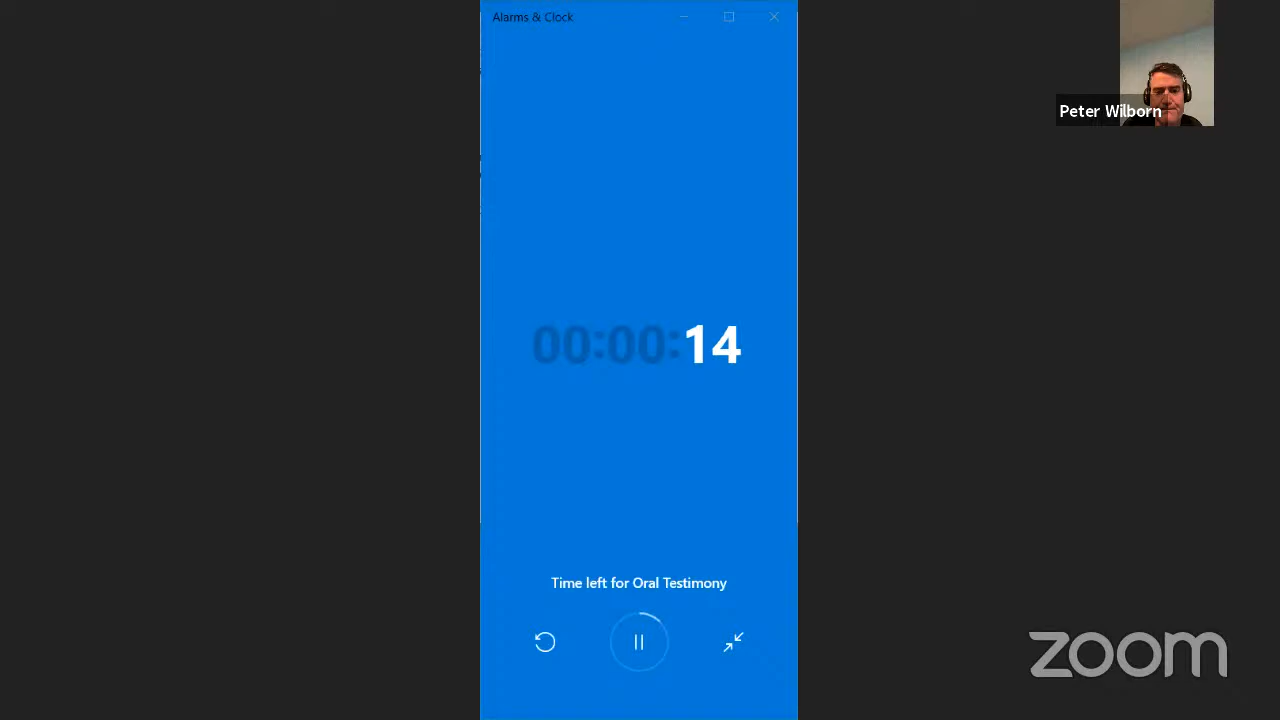 Alarms & Clock
Peter Wilborn
00:00:14
Time left for Oral Testimony
zoom